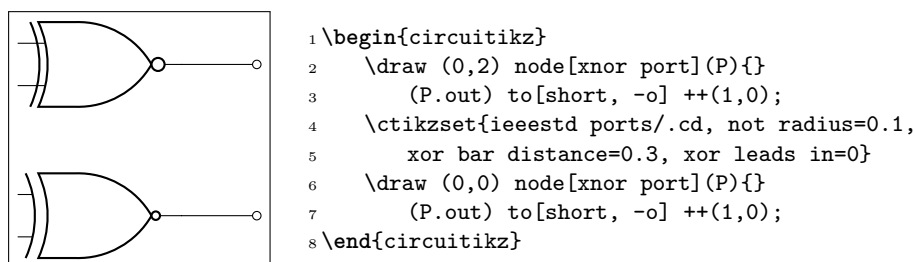 1 \begin{circuitikz}
2     \draw (0,2) node[xnor port](P){}
3         (P.out) to[short, -o] ++(1,0);
4     \ctikzset{ieeestd ports/.cd, not radius=0.1,
5         xor bar distance=0.3, xor leads in=0}
6     \draw (0,0) node[xnor port](P){}
7         (P.out) to[short, -o] ++(1,0);
8 \end{circuitikz}